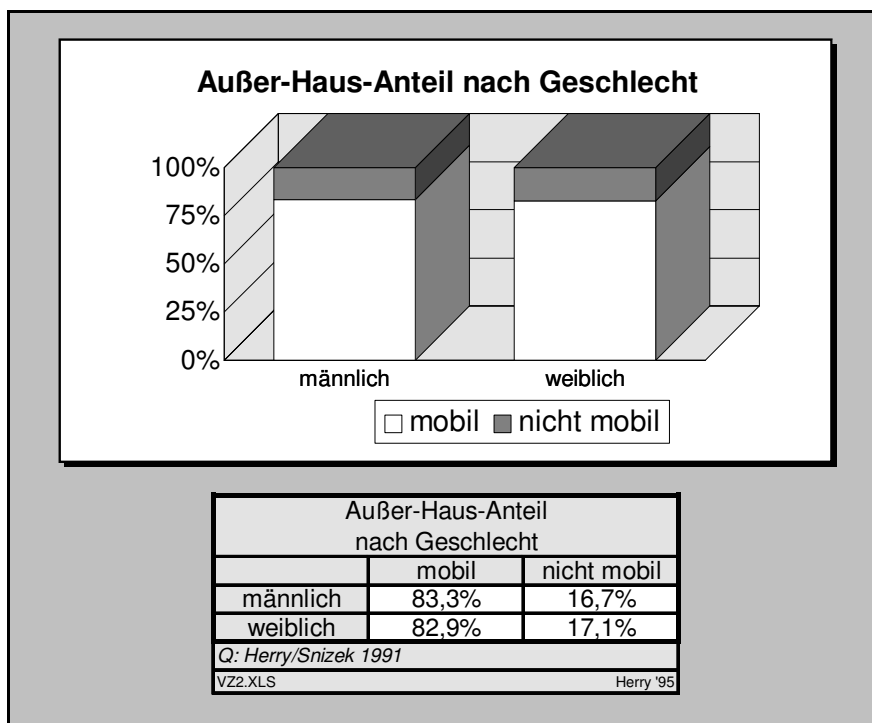 Außer-Haus-Anteil nach Geschlecht
100%
75%
50%
25%
0%
männlich weiblich
mobil nicht mobil
Außer-Haus-Anteil
nach Geschlecht
mobil nicht mobil
männlich 83,3% 16,7%
weiblich 82,9% 17,1%
Q: Herry/Snizek 1991
VZ2.XLS Herry '95